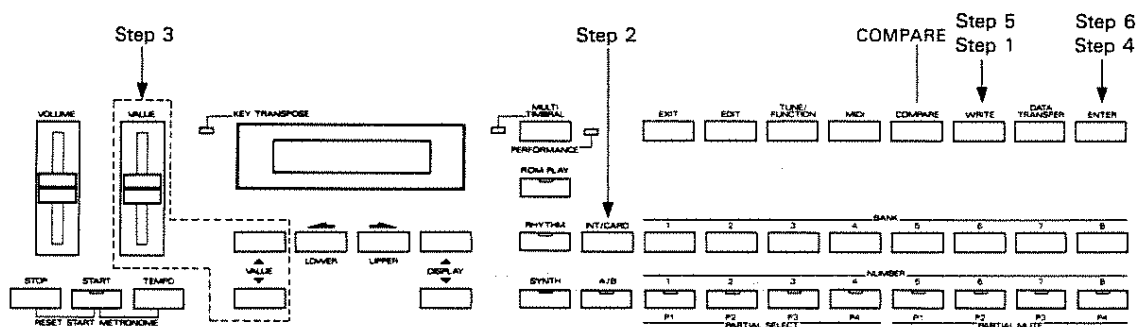 Step 5 Step 6
Step 3 Step 2 COMPARE Step 1 Step 4
VOLUME VALUE KEY TRANSPOSE MULTI TIMBRAL EXIT EDIT TUNE/FUNCTION MIDI COMPARE WRITE DATA TRANSFER ENTER
PERFORMANCE
ROM PLAY
BANK
RHYTHM INT/CARD 1 2 3 4 5 6 7 8
VALUE LOWER UPPER DISPLAY
NUMBER
STOP START TEMPO SYNTH A/B 1 2 3 4 5 6 7 8
RESET START METRONOME P1 P2 P3 P4 P1 P2 P3 P4
PARTIAL SELECT PARTIAL MUTE